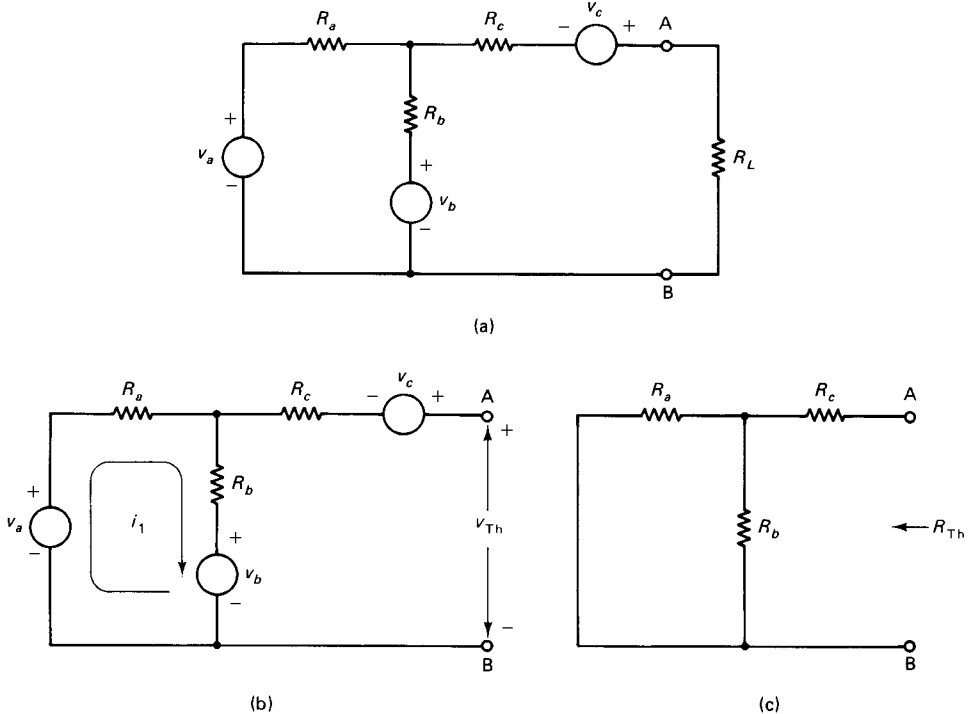 R_a R_c − v_c + A
+ R_b
v_a + R_L
− v_b
−
B
(a)
R_a R_c − v_c + A
+
R_b
+ i_1 + v_Th
v_a v_b
− −
−
B
(b)
R_a R_c A
R_b R_Th
B
(c)